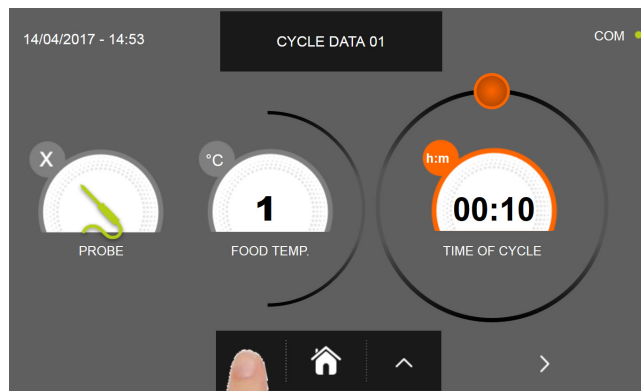 14/04/2017 - 14:53
CYCLE DATA 01
COM
X
°C
h:m
1
00:10
PROBE
FOOD TEMP.
TIME OF CYCLE